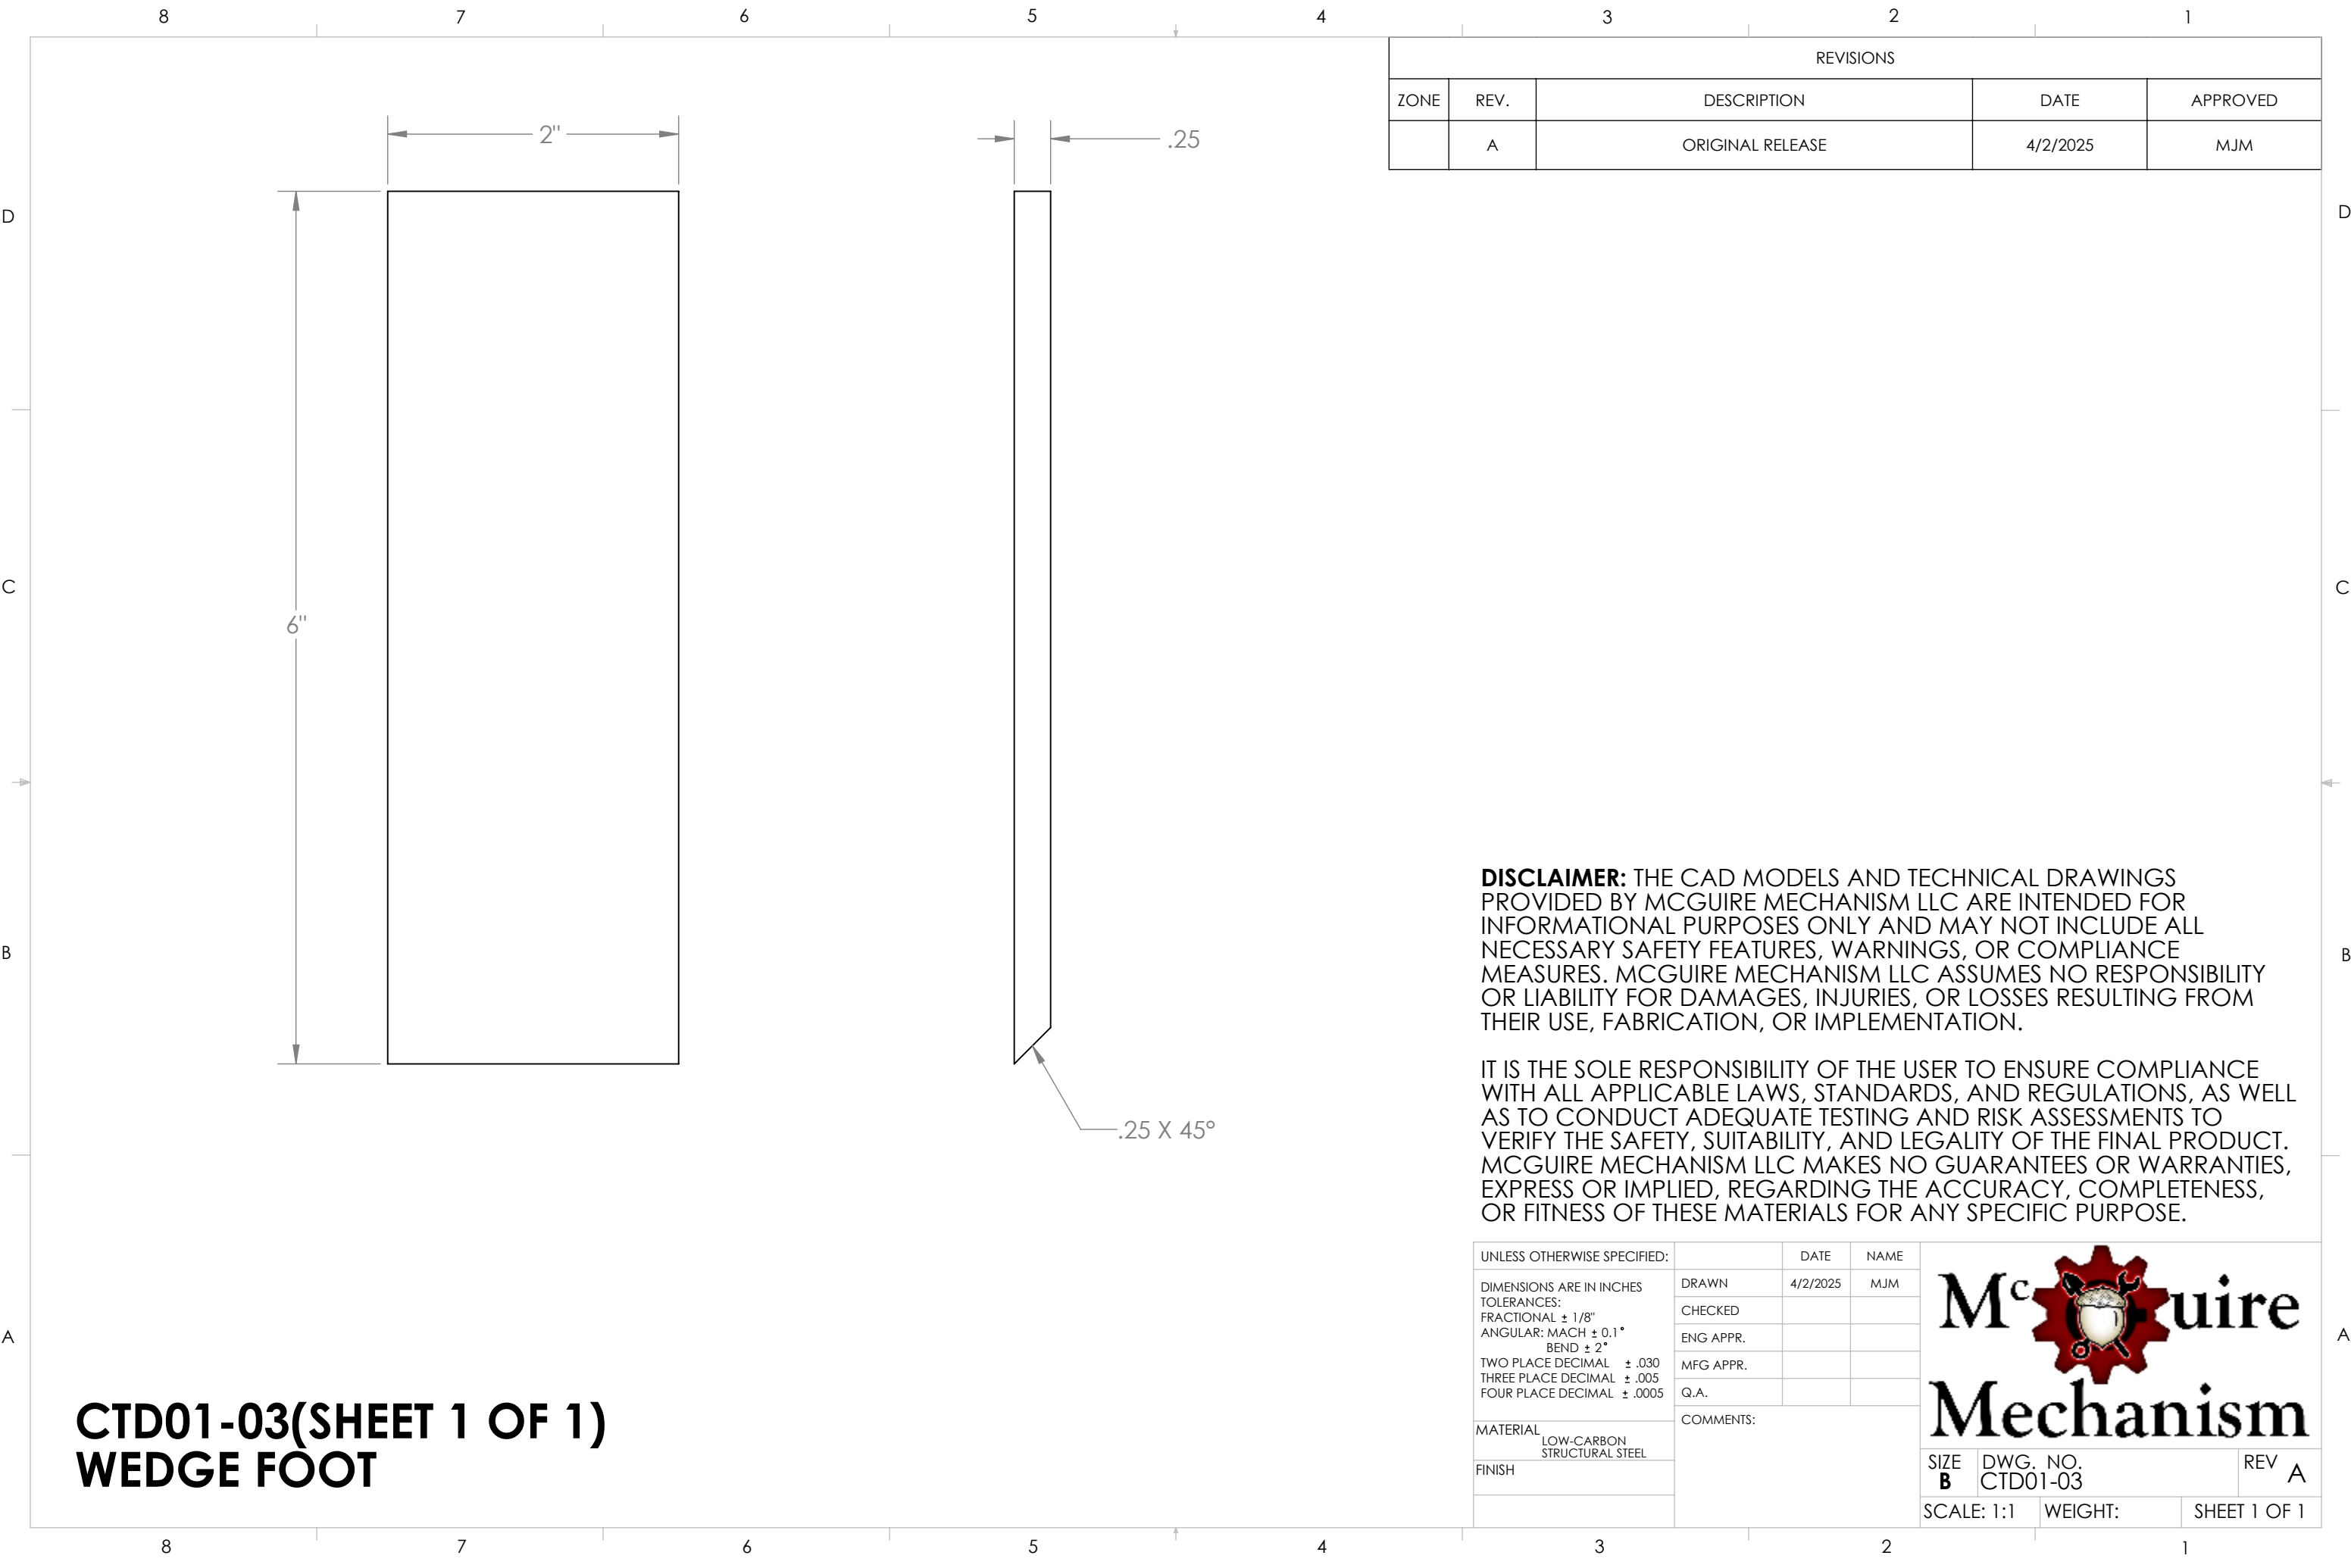 8 7 6 5 4 3 2 1
REVISIONS
ZONE REV. DESCRIPTION DATE APPROVED
A ORIGINAL RELEASE 4/2/2025 MJM
2"
.25
D D
C C
6"
B B
.25 X 45°
DISCLAIMER: THE CAD MODELS AND TECHNICAL DRAWINGS
PROVIDED BY MCGUIRE MECHANISM LLC ARE INTENDED FOR
INFORMATIONAL PURPOSES ONLY AND MAY NOT INCLUDE ALL
NECESSARY SAFETY FEATURES, WARNINGS, OR COMPLIANCE
MEASURES. MCGUIRE MECHANISM LLC ASSUMES NO RESPONSIBILITY
OR LIABILITY FOR DAMAGES, INJURIES, OR LOSSES RESULTING FROM
THEIR USE, FABRICATION, OR IMPLEMENTATION.
IT IS THE SOLE RESPONSIBILITY OF THE USER TO ENSURE COMPLIANCE
WITH ALL APPLICABLE LAWS, STANDARDS, AND REGULATIONS, AS WELL
AS TO CONDUCT ADEQUATE TESTING AND RISK ASSESSMENTS TO
VERIFY THE SAFETY, SUITABILITY, AND LEGALITY OF THE FINAL PRODUCT.
MCGUIRE MECHANISM LLC MAKES NO GUARANTEES OR WARRANTIES,
EXPRESS OR IMPLIED, REGARDING THE ACCURACY, COMPLETENESS,
OR FITNESS OF THESE MATERIALS FOR ANY SPECIFIC PURPOSE.
A A
CTD01-03(SHEET 1 OF 1)
WEDGE FOOT
UNLESS OTHERWISE SPECIFIED:
DIMENSIONS ARE IN INCHES
TOLERANCES:
FRACTIONAL ± 1/8"
ANGULAR: MACH ± 0.1°
BEND ± 2°
TWO PLACE DECIMAL ± .030
THREE PLACE DECIMAL ± .005
FOUR PLACE DECIMAL ± .0005
MATERIAL
LOW-CARBON
STRUCTURAL STEEL
FINISH
DATE NAME
DRAWN 4/2/2025 MJM
CHECKED
ENG APPR.
MFG APPR.
Q.A.
COMMENTS:
McGuire
Mechanism
SIZE DWG. NO. REV
B CTD01-03 A
SCALE: 1:1 WEIGHT: SHEET 1 OF 1
8 7 6 5 4 3 2 1